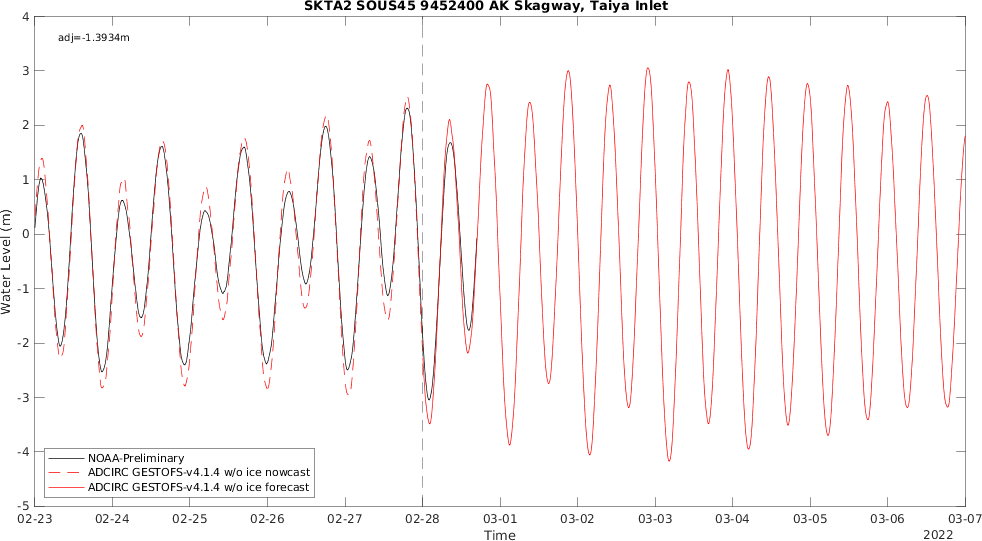 SKTA2 SOUS45 9452400 AK Skagway, Taiya Inlet
adj=-1.3934m
Water Level (m)
4
3
2
1
0
-1
-2
-3
-4
-5
NOAA-Preliminary
ADCIRC GESTOFS-v4.1.4 w/o ice nowcast
ADCIRC GESTOFS-v4.1.4 w/o ice forecast
02-23 02-24 02-25 02-26 02-27 02-28 03-01 03-02 03-03 03-04 03-05 03-06 03-07
Time
2022